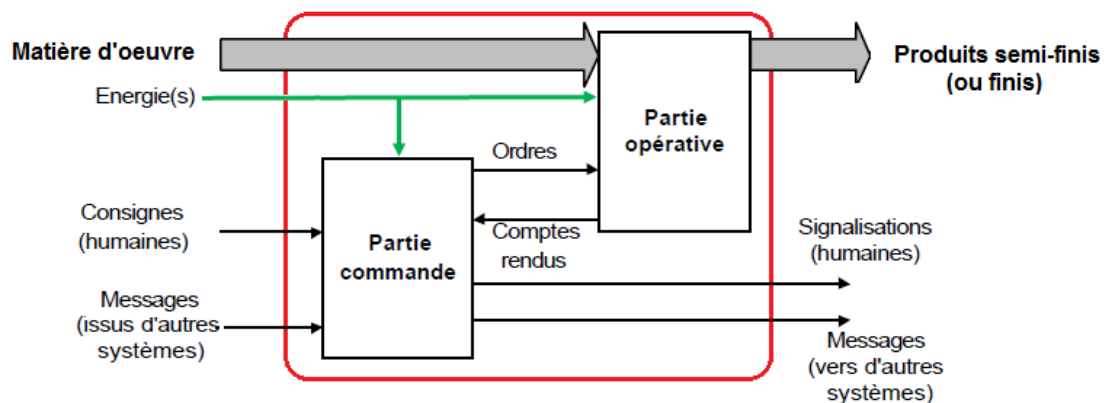 Matière d'oeuvre
Produits semi-finis
(ou finis)
Energie(s)
Partie
opérative
Ordres
Consignes
(humaines)
Comptes
rendus
Partie
commande
Signalisations
(humaines)
Messages
(issus d'autres
systèmes)
Messages
(vers d'autres
systèmes)